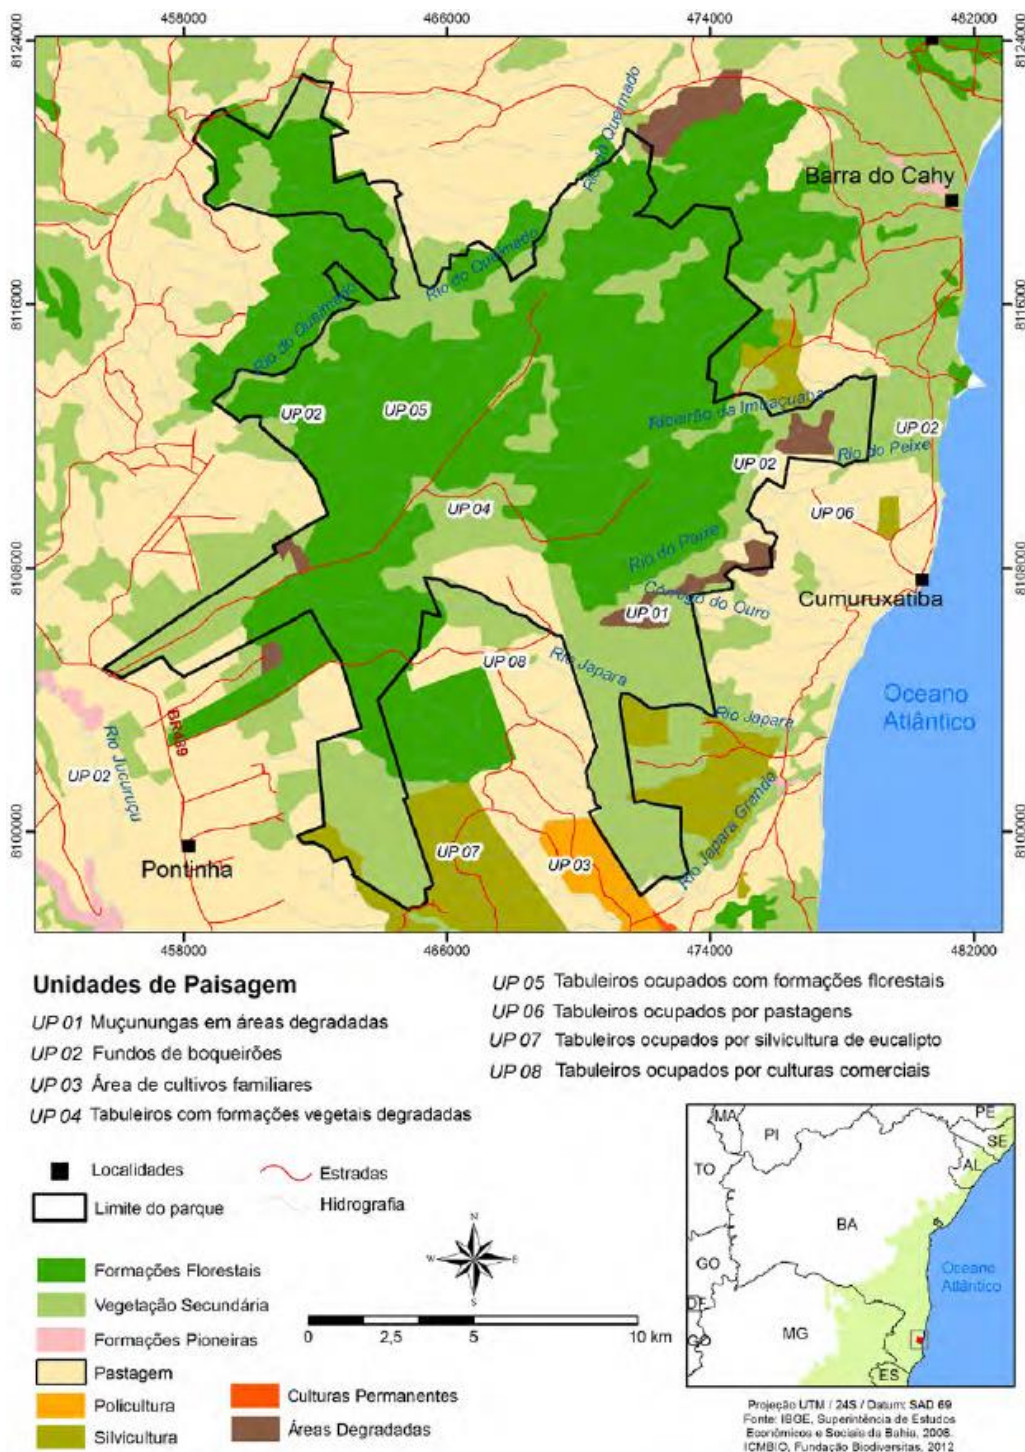 458000 466000 474000 482000
8124000 8124000
Rio do Queimado
Barra do Cahy
Rio do Queimado
8116000 8116000
Rio do Queimado
UP 02 UP 05
Ribeirão da Imbaçuaba
UP 02
UP 02
Rio do Peixe
UP 04 UP 06
Rio do Peixe
8108000 8108000
Córrego do Ouro
Cumuruxatiba
UP 01
UP 08
Rio Japara
Oceano
Atlântico
Rio Japara
BR489
UP 02
Rio Jucuruçu
8100000 8100000
Rio Japara Grande
UP 07
UP 03
Pontinha
458000 466000 474000 482000
Unidades de Paisagem
UP 01 Muçunungas em áreas degradadas
UP 02 Fundos de boqueirões
UP 03 Área de cultivos familiares
UP 04 Tabuleiros com formações vegetais degradadas
UP 05 Tabuleiros ocupados com formações florestais
UP 06 Tabuleiros ocupados por pastagens
UP 07 Tabuleiros ocupados por silvicultura de eucalipto
UP 08 Tabuleiros ocupados por culturas comerciais
Localidades
Limite do parque
Estradas
Hidrografia
Formações Florestais
Vegetação Secundária
Formações Pioneiras
Pastagem
Policultura
Silvicultura
Culturas Permanentes
Áreas Degradadas
N
W E
S
0 2,5 5 10 km
MA PI PE
SE
TO AL
BA
GO
Oceano
Atlântico
DF
GO MG
ES
Projeção UTM / 24S / Datum: SAD 69
Fonte: IBGE, Superintência de Estudos
Econômicos e Sociais da Bahia, 2008.
ICMBIO, Fundação Biodiversitas, 2012